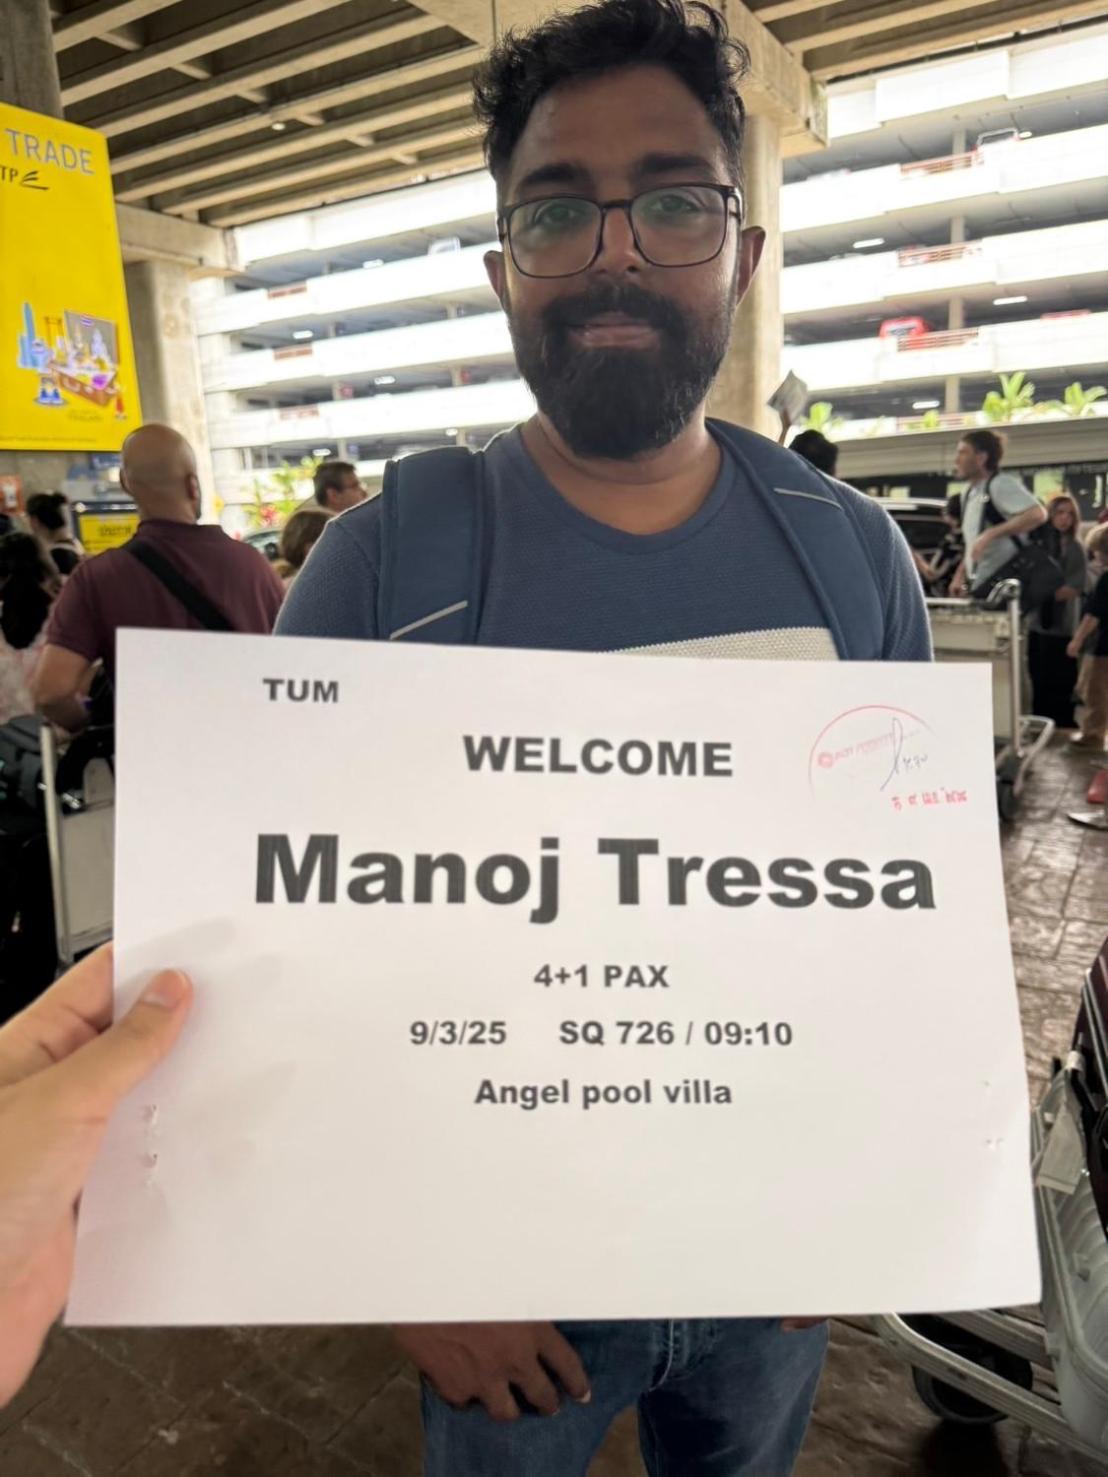 TRADE
TUM
WELCOME
Manoj Tressa
4+1 PAX
9/3/25 SQ 726 / 09:10
Angel pool villa